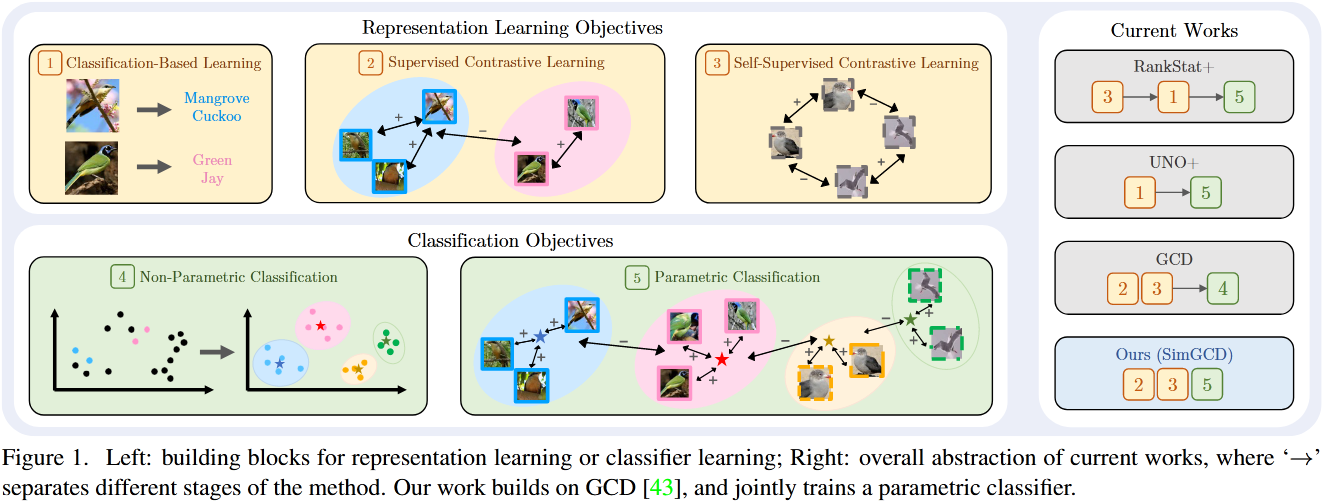 Representation Learning Objectives
1 Classification-Based Learning
Mangrove
Cuckoo
Green
Jay
2 Supervised Contrastive Learning
+
+
−
+
3 Self-Supervised Contrastive Learning
+
−
−
+
Classification Objectives
4 Non-Parametric Classification
5 Parametric Classification
+
+
+
−
+
+
+
−
+
+
−
+
+
Current Works
RankStat+
3 1 5
UNO+
1 5
GCD
2 3 4
Ours (SimGCD)
2 3 5
Figure 1. Left: building blocks for representation learning or classifier learning; Right: overall abstraction of current works, where ‘→’
separates different stages of the method. Our work builds on GCD [43], and jointly trains a parametric classifier.